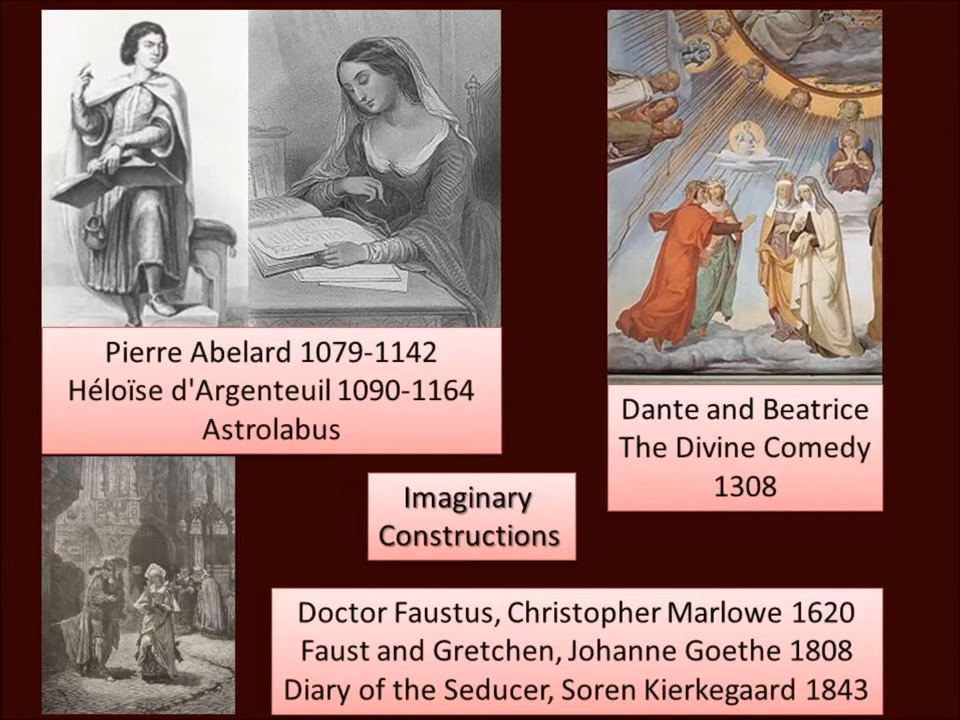 Pierre Abelard 1079-1142
Héloïse d'Argenteuil 1090-1164
Astrolabus
Dante and Beatrice
The Divine Comedy
1308
Imaginary
Constructions
Doctor Faustus, Christopher Marlowe 1620
Faust and Gretchen, Johanne Goethe 1808
Diary of the Seducer, Soren Kierkegaard 1843